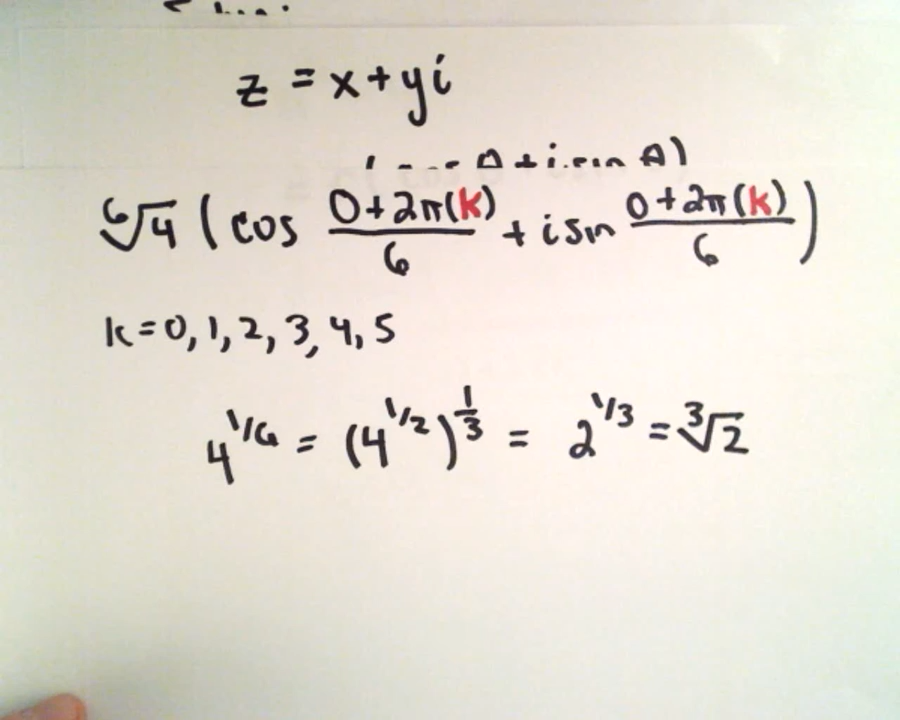 z = x + yi
θ + i sin θ)
⁶√4 ( cos (0 + 2π(k))/6 + i sin (0 + 2π(k))/6 )
k = 0, 1, 2, 3, 4, 5
4^(1/6) = (4^(1/2))^(1/3) = 2^(1/3) = ³√2